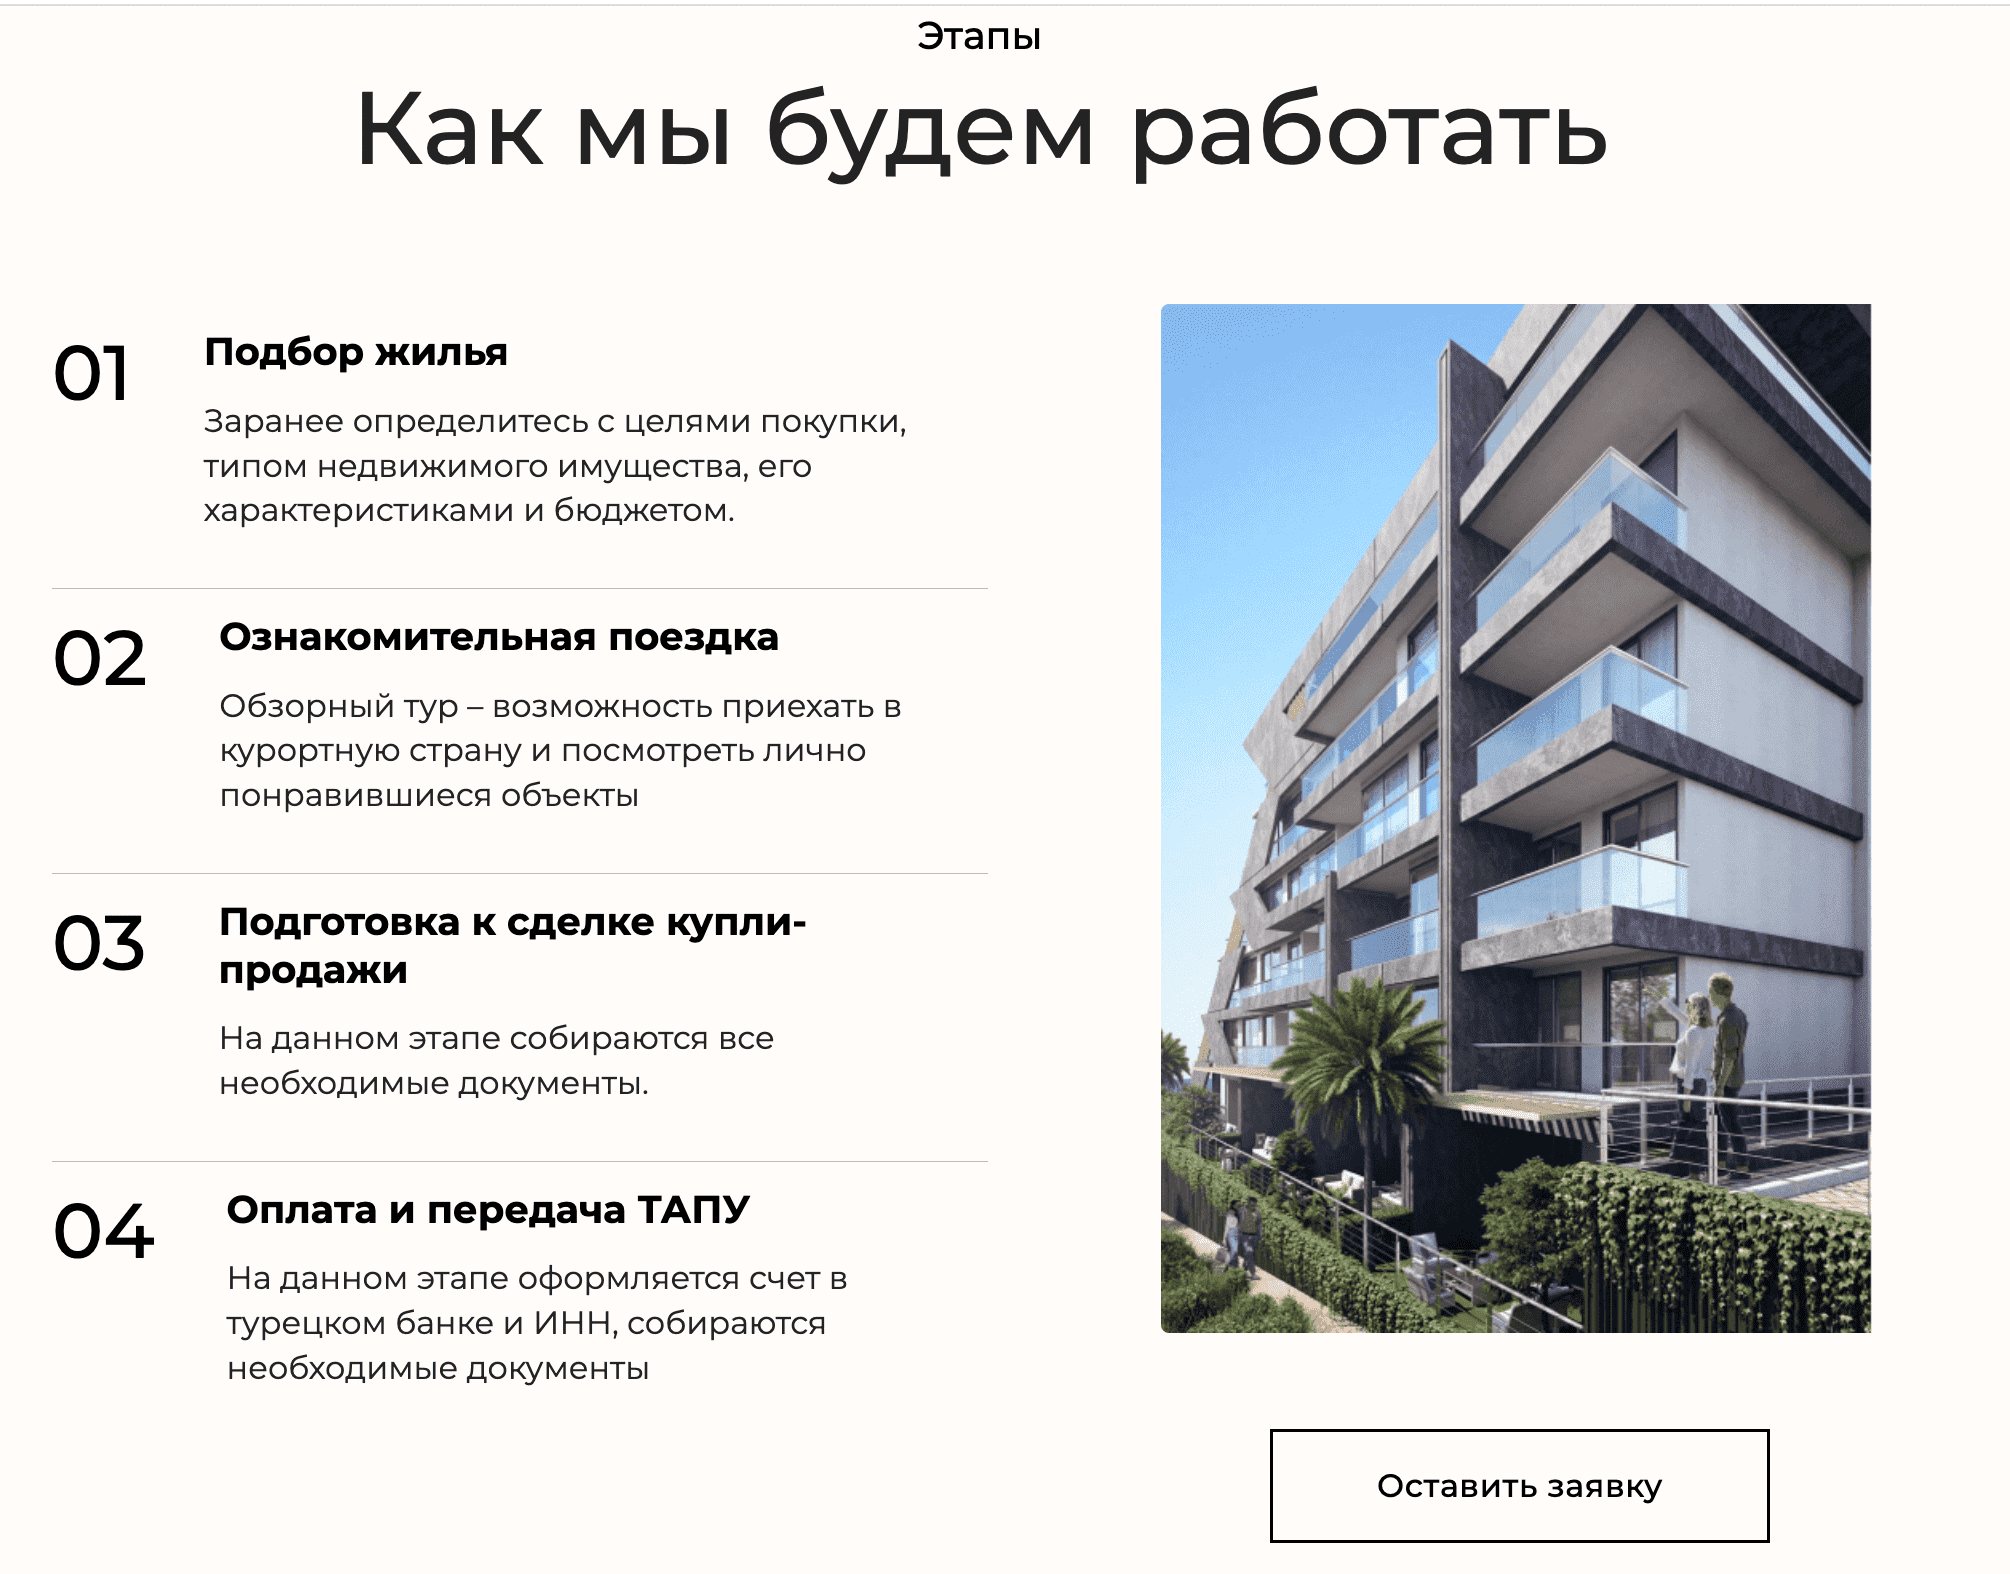 Этапы
Как мы будем работать
01
Подбор жилья
Заранее определитесь с целями покупки,
типом недвижимого имущества, его
характеристиками и бюджетом.
02
Ознакомительная поездка
Обзорный тур – возможность приехать в
курортную страну и посмотреть лично
понравившиеся объекты
03
Подготовка к сделке купли-
продажи
На данном этапе собираются все
необходимые документы.
04
Оплата и передача ТАПУ
На данном этапе оформляется счет в
турецком банке и ИНН, собираются
необходимые документы
Оставить заявку